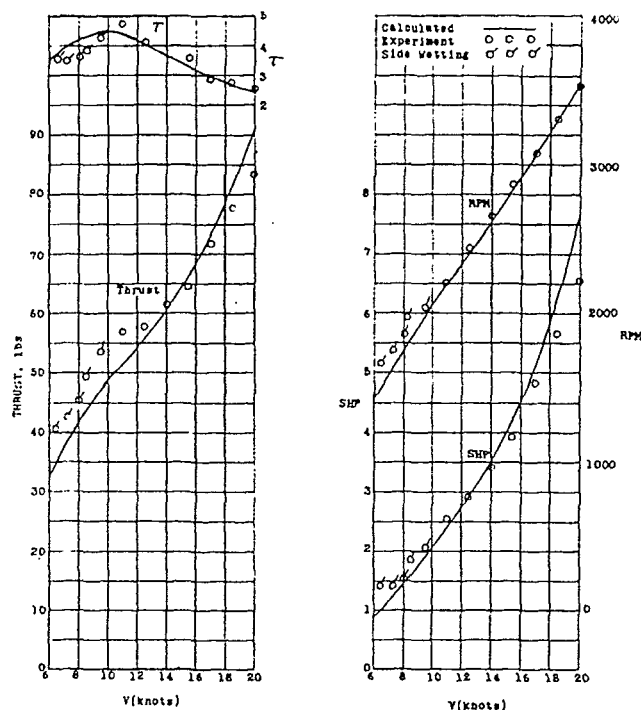 5
τ
4
τ
3
2
90
80
70
Thrust
60
50
40
30
20
10
0
THRUST, lbs
6 8 10 12 14 16 18 20
V(knots)
Calculated
Experiment
Side Wetting
4000
3000
8
RPM
7
6
2000
RPM
5
SHP
4
SHP
3
1000
2
1
0
0
6 8 10 12 14 16 18 20
V(knots)